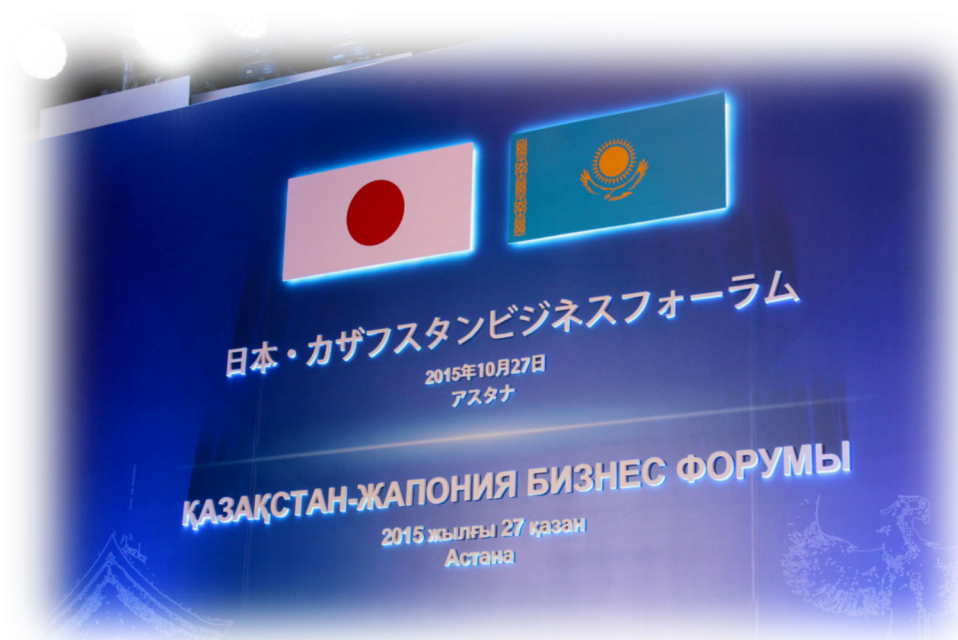 日本・カザフスタンビジネスフォーラム
2015年10月27日
アスタナ
ҚАЗАҚСТАН-ЖАПОНИЯ БИЗНЕС ФОРУМЫ
2015 жылғы 27 қазан
Астана